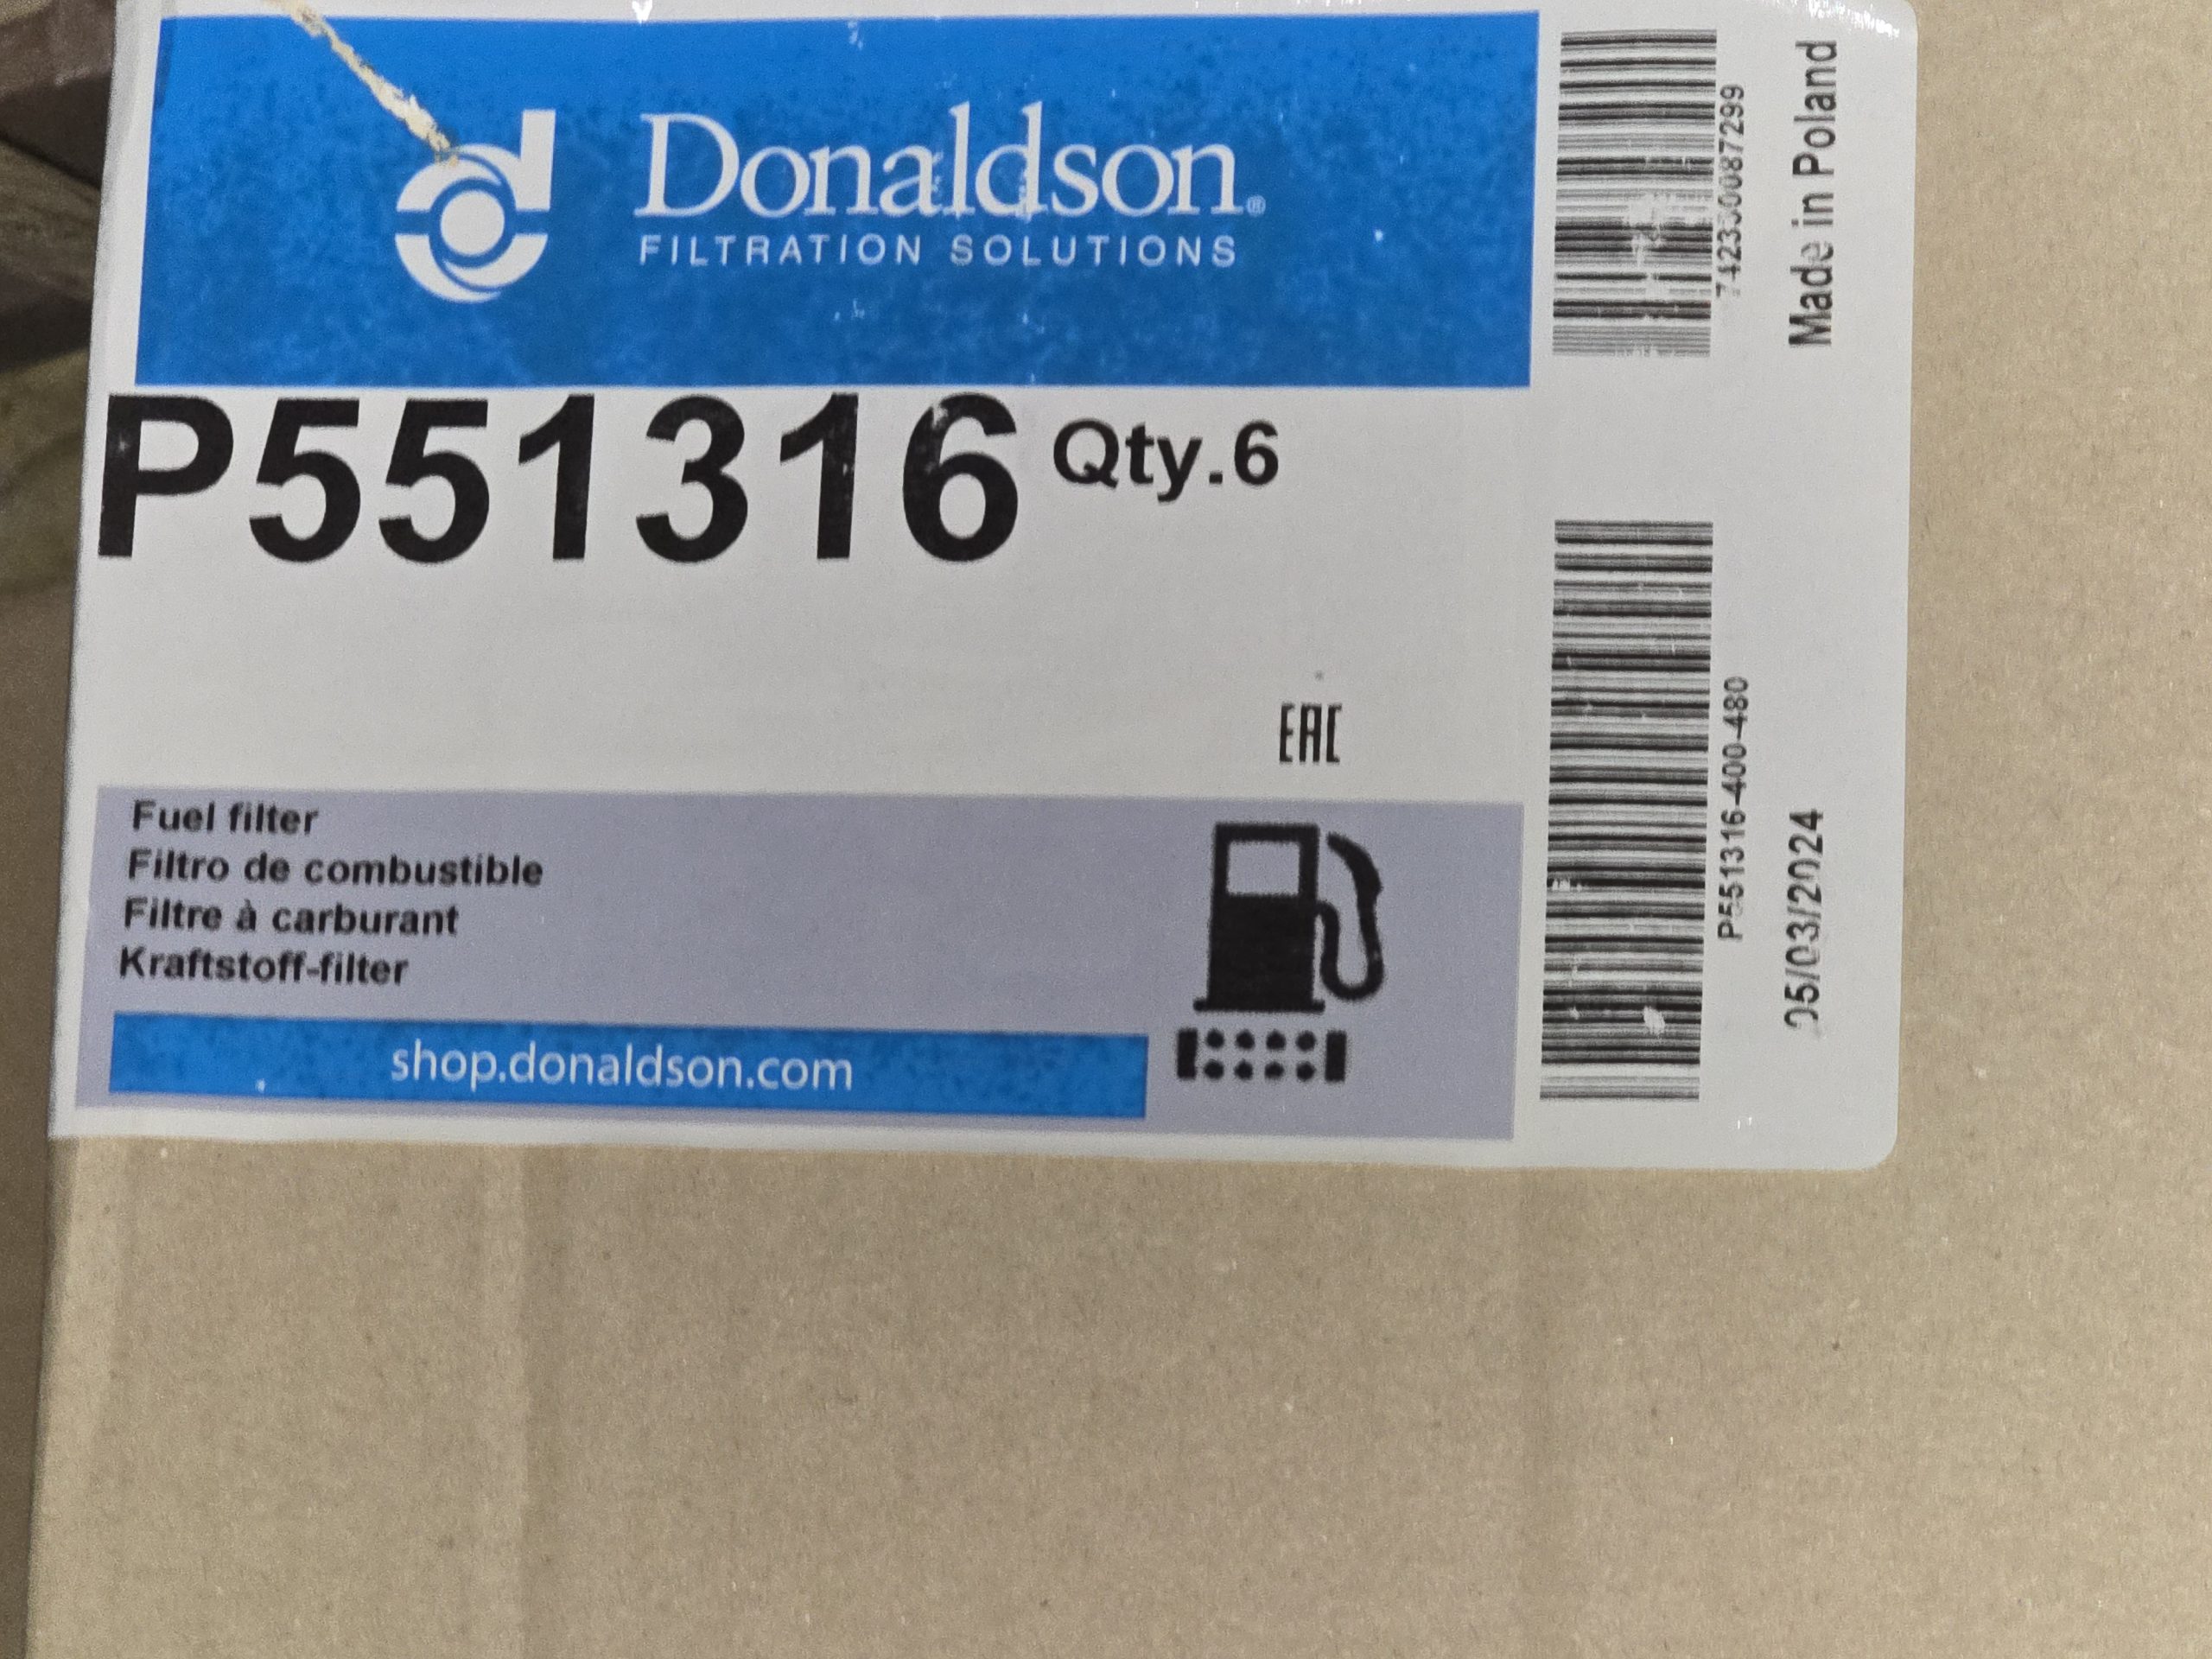 Donaldson®
FILTRATION SOLUTIONS
P551316 Qty.6
EAC
Fuel filter
Filtro de combustible
Filtre à carburant
Kraftstoff-filter
shop.donaldson.com
Made in Poland
P551316-400-480
05/03/2024